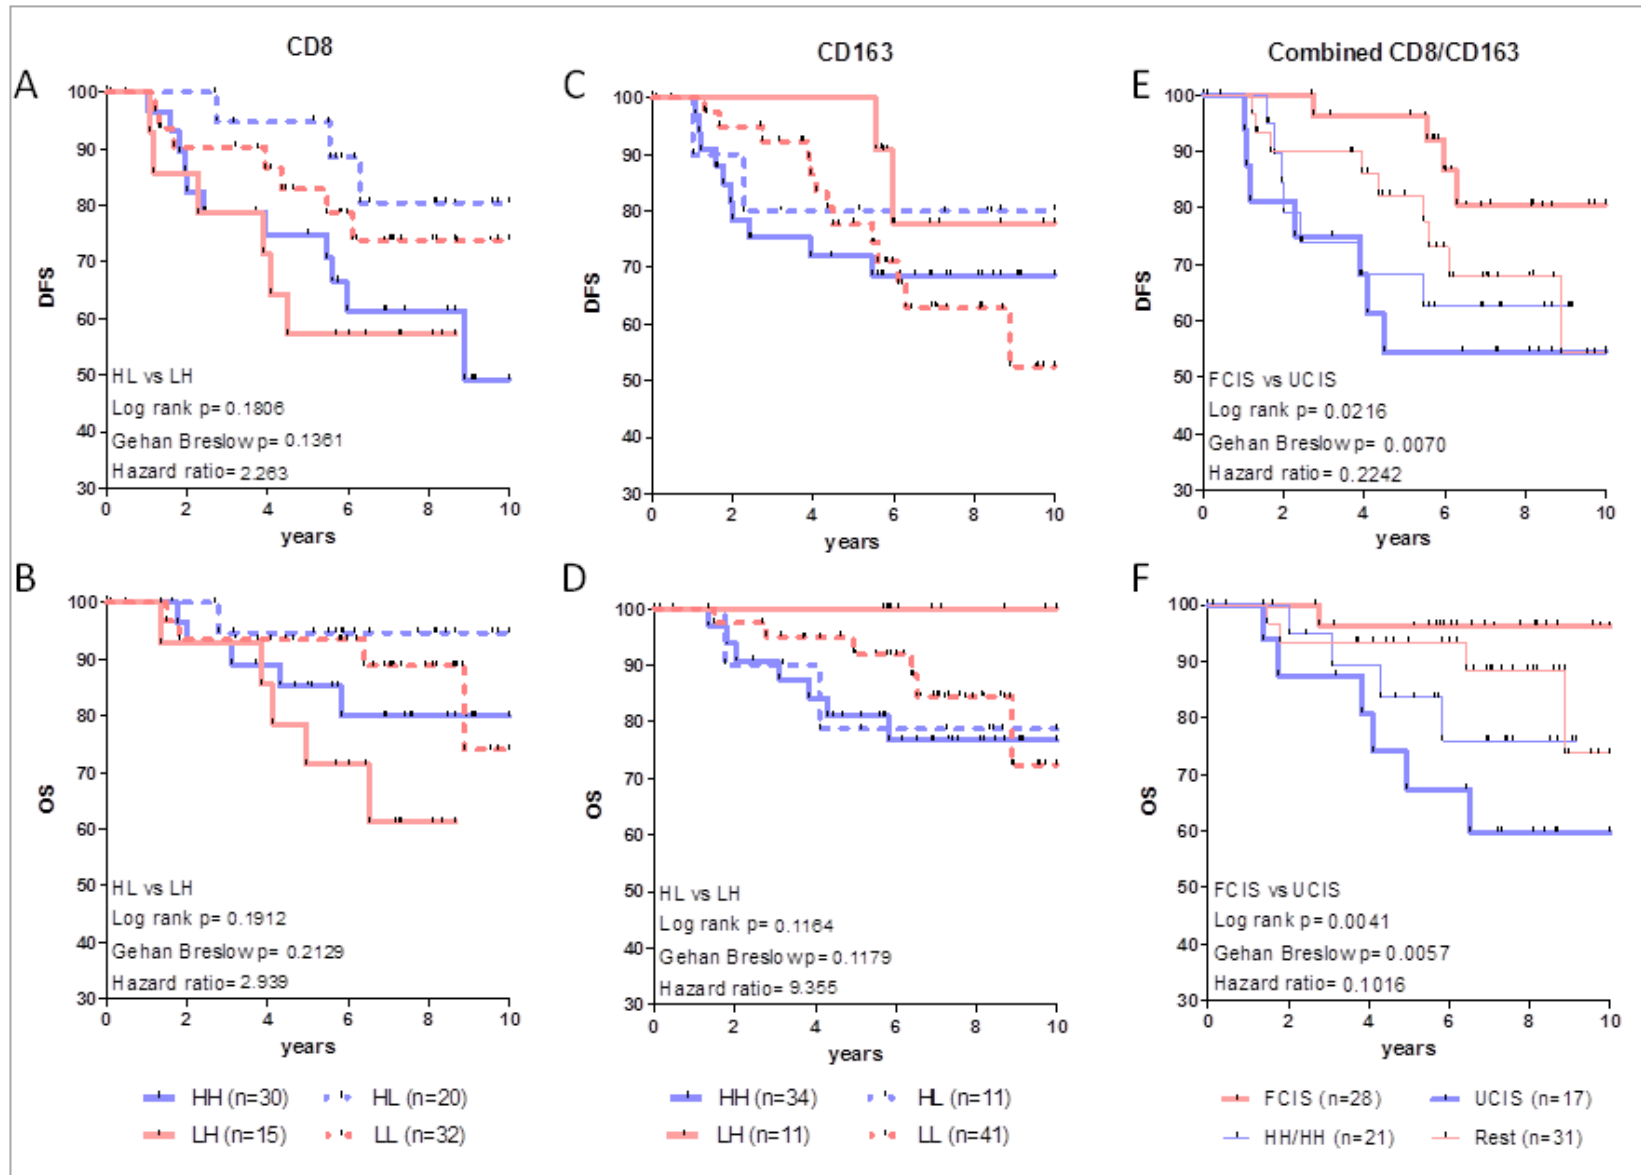 CD8
CD163
Combined CD8/CD163
A
100
90
80
70
60
50
40
30
DFS
0 2 4 6 8 10
years
HL vs LH
Log rank p= 0.1806
Gehan Breslow p= 0.1361
Hazard ratio= 2.263
C
100
90
80
70
60
50
40
30
DFS
0 2 4 6 8 10
years
E
100
90
80
70
60
50
40
30
DFS
0 2 4 6 8 10
years
FCIS vs UCIS
Log rank p= 0.0216
Gehan Breslow p= 0.0070
Hazard ratio= 0.2242
B
100
90
80
70
60
50
40
30
OS
0 2 4 6 8 10
years
HL vs LH
Log rank p= 0.1912
Gehan Breslow p= 0.2129
Hazard ratio= 2.939
D
100
90
80
70
60
50
40
30
OS
0 2 4 6 8 10
years
HL vs LH
Log rank p= 0.1164
Gehan Breslow p= 0.1179
Hazard ratio= 9.355
F
100
90
80
70
60
50
40
30
OS
0 2 4 6 8 10
years
FCIS vs UCIS
Log rank p= 0.0041
Gehan Breslow p= 0.0057
Hazard ratio= 0.1016
HH (n=30) HL (n=20)
LH (n=15) LL (n=32)
HH (n=34) HL (n=11)
LH (n=11) LL (n=41)
FCIS (n=28) UCIS (n=17)
HH/HH (n=21) Rest (n=31)